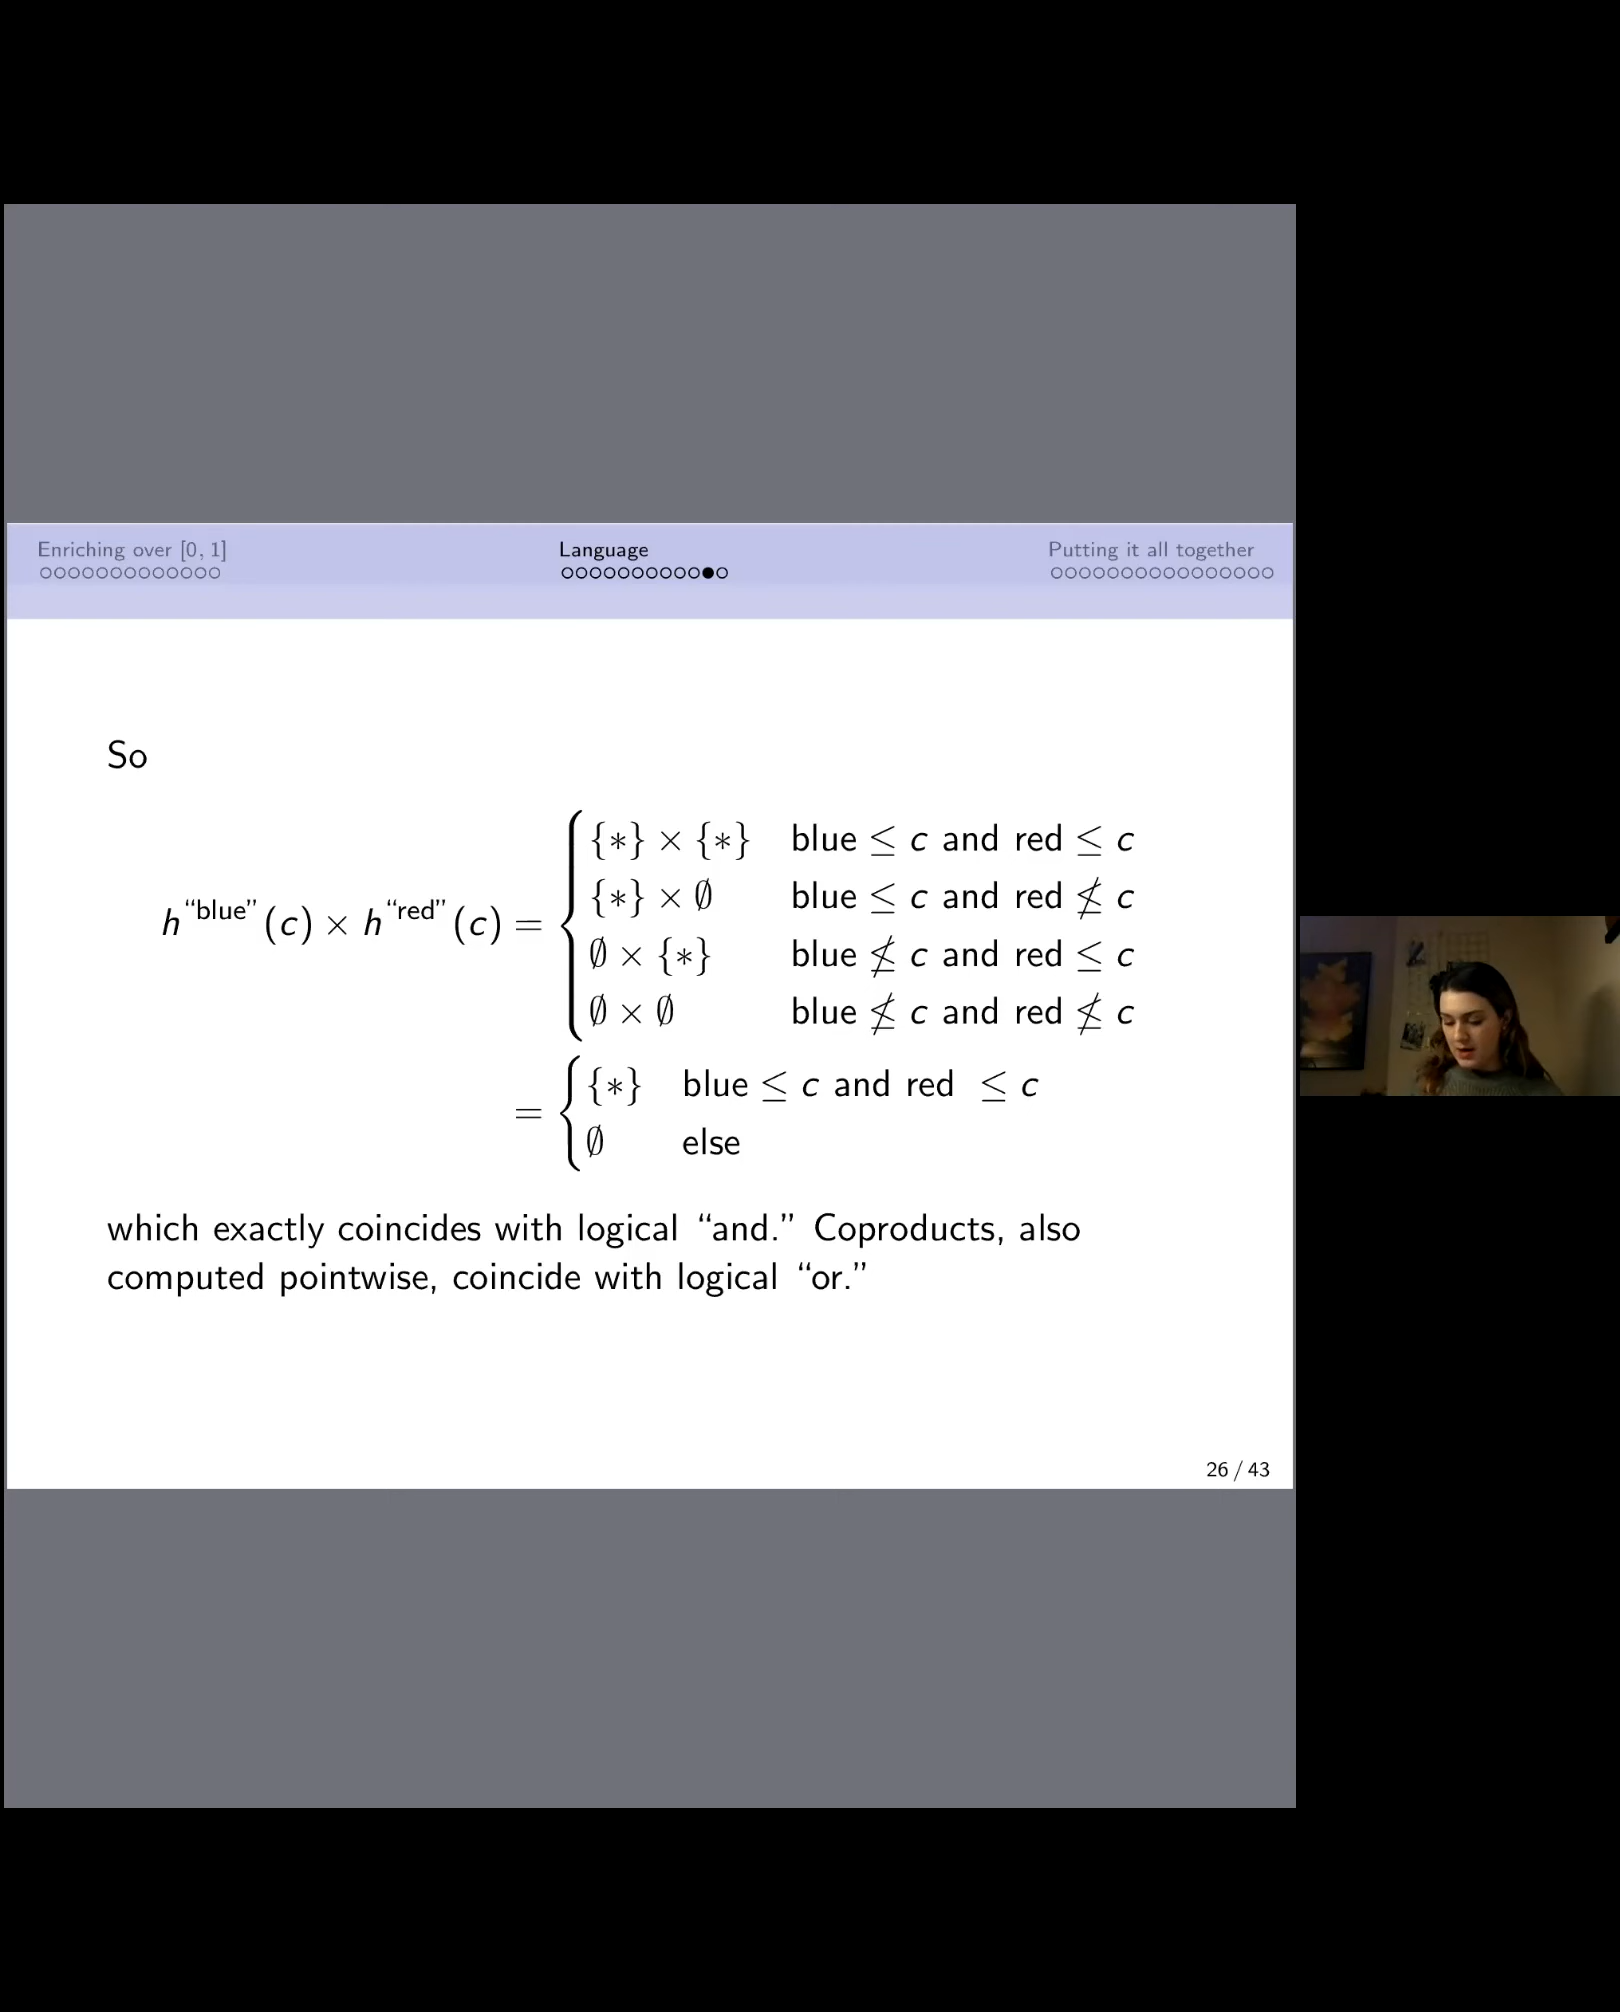 Enriching over [0, 1]
Language
Putting it all together
So
h^“blue”(c) × h^“red”(c) = { {∗} × {∗} blue ≤ c and red ≤ c
{∗} × ∅ blue ≤ c and red ≰ c
∅ × {∗} blue ≰ c and red ≤ c
∅ × ∅ blue ≰ c and red ≰ c
= { {∗} blue ≤ c and red ≤ c
∅ else
which exactly coincides with logical “and.” Coproducts, also
computed pointwise, coincide with logical “or.”
26 / 43